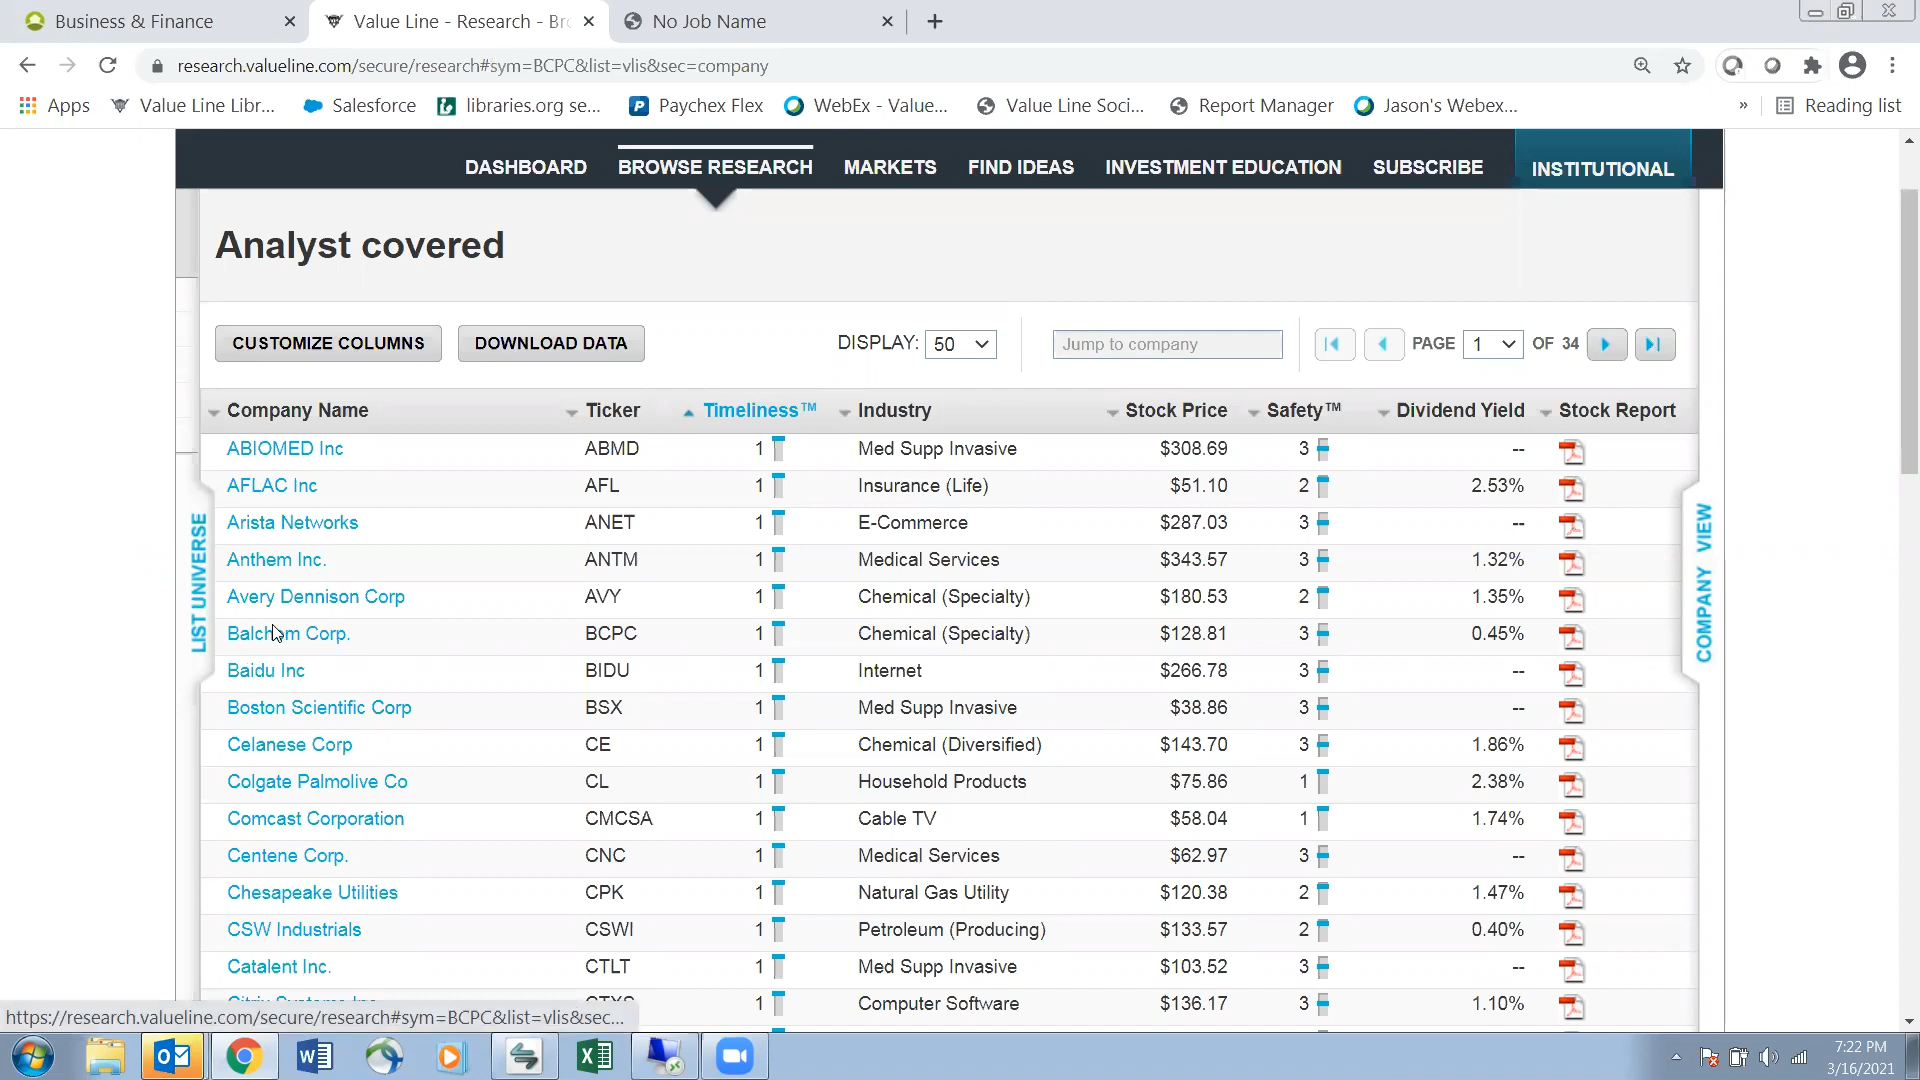 Business & Finance
Value Line - Research - Bro
No Job Name
research.valueline.com/secure/research#sym=BCPC&list=vlis&sec=company
Apps
Value Line Libr...
Salesforce
libraries.org se...
Paychex Flex
WebEx - Value...
Value Line Soci...
Report Manager
Jason's Webex...
»
Reading list
DASHBOARD BROWSE RESEARCH MARKETS FIND IDEAS INVESTMENT EDUCATION SUBSCRIBE INSTITUTIONAL
Analyst covered
CUSTOMIZE COLUMNS DOWNLOAD DATA DISPLAY: 50 Jump to company PAGE 1 OF 34
Company Name Ticker Timeliness™ Industry Stock Price Safety™ Dividend Yield Stock Report
ABIOMED Inc ABMD 1 Med Supp Invasive $308.69 3 --
AFLAC Inc AFL 1 Insurance (Life) $51.10 2 2.53%
Arista Networks ANET 1 E-Commerce $287.03 3 --
Anthem Inc. ANTM 1 Medical Services $343.57 3 1.32%
Avery Dennison Corp AVY 1 Chemical (Specialty) $180.53 2 1.35%
Balchem Corp. BCPC 1 Chemical (Specialty) $128.81 3 0.45%
Baidu Inc BIDU 1 Internet $266.78 3 --
Boston Scientific Corp BSX 1 Med Supp Invasive $38.86 3 --
Celanese Corp CE 1 Chemical (Diversified) $143.70 3 1.86%
Colgate Palmolive Co CL 1 Household Products $75.86 1 2.38%
Comcast Corporation CMCSA 1 Cable TV $58.04 1 1.74%
Centene Corp. CNC 1 Medical Services $62.97 3 --
Chesapeake Utilities CPK 1 Natural Gas Utility $120.38 2 1.47%
CSW Industrials CSWI 1 Petroleum (Producing) $133.57 2 0.40%
Catalent Inc. CTLT 1 Med Supp Invasive $103.52 3 --
Citrix Systems Inc CTXS 1 Computer Software $136.17 3 1.10%
LIST UNIVERSE
COMPANY VIEW
https://research.valueline.com/secure/research#sym=BCPC&list=vlis&sec...
7:22 PM
3/16/2021